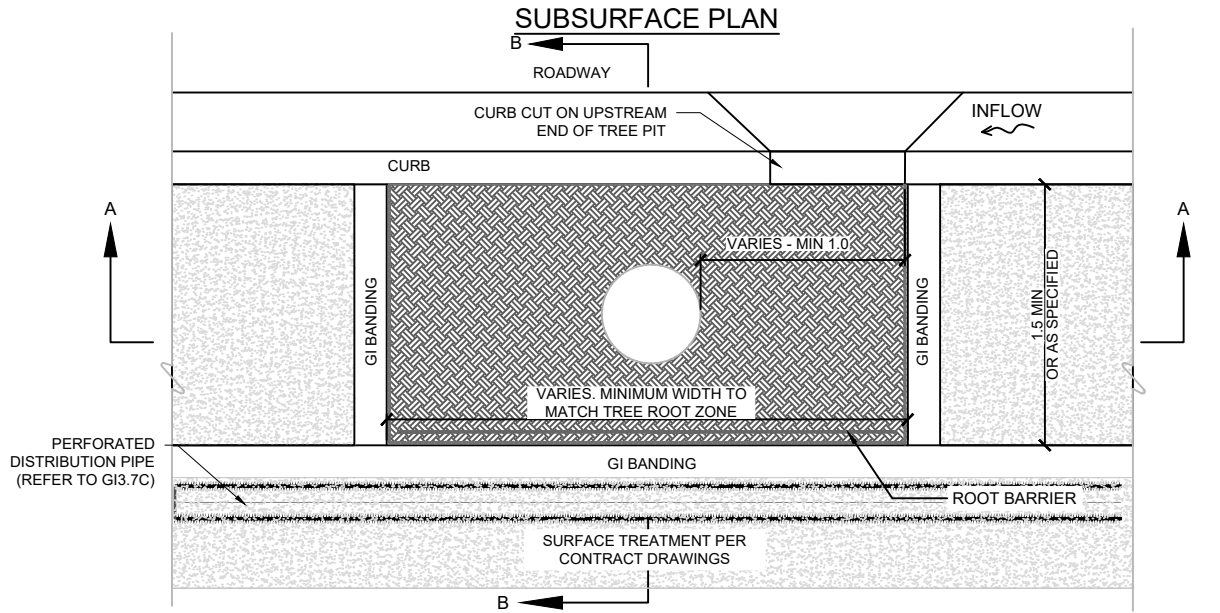 SUBSURFACE PLAN
B
ROADWAY
CURB CUT ON UPSTREAM
END OF TREE PIT
INFLOW
CURB
A
A
VARIES - MIN 1.0
GI BANDING
GI BANDING
1.5 MIN
OR AS SPECIFIED
VARIES. MINIMUM WIDTH TO
MATCH TREE ROOT ZONE
PERFORATED
DISTRIBUTION PIPE
(REFER TO GI3.7C)
GI BANDING
ROOT BARRIER
SURFACE TREATMENT PER
CONTRACT DRAWINGS
B